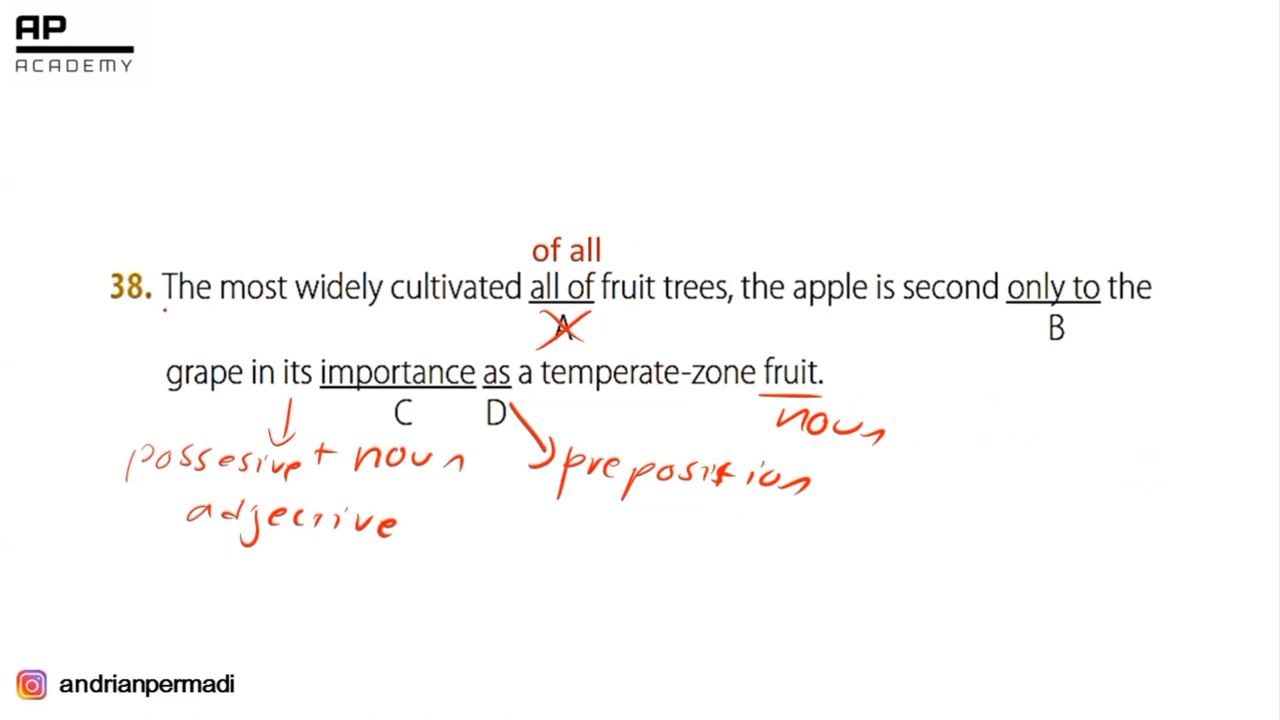 AP
ACADEMY
of all
38. The most widely cultivated all of fruit trees, the apple is second only to the
A
B
grape in its importance as a temperate-zone fruit.
C
D
noun
possesive + noun
preposition
adjective
andrianpermadi